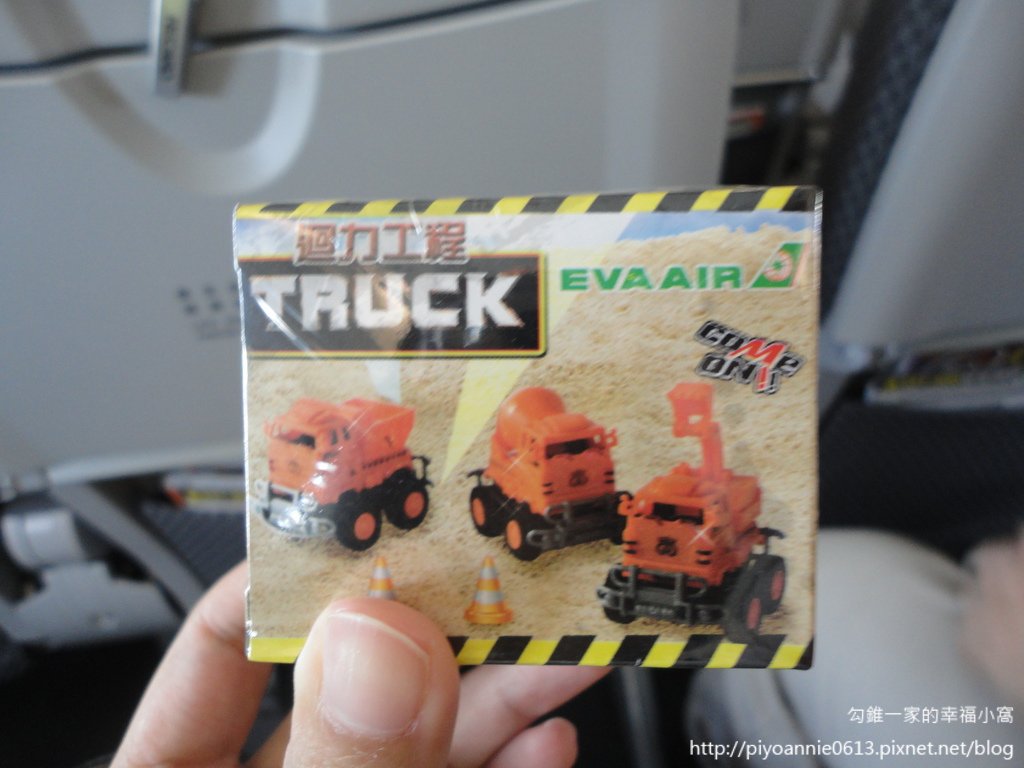 迴力工程
TRUCK
EVA AIR
COME
ON!!
勾錐一家的幸福小窩
http://piyoannie0613.pixnet.net/blog